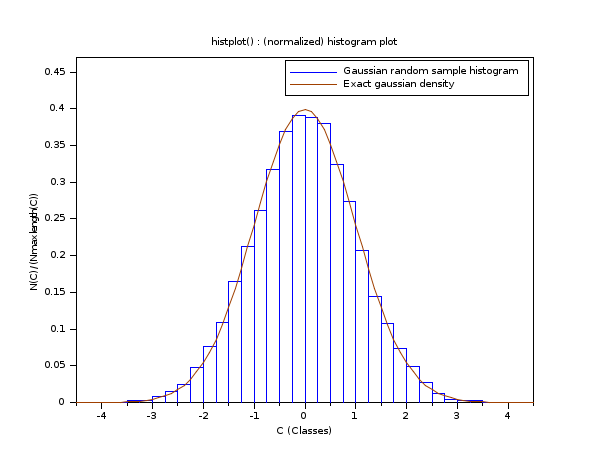 histplot() : (normalized) histogram plot
Gaussian random sample histogram
Exact gaussian density
0.45
0.4
0.35
0.3
0.25
0.2
0.15
0.1
0.05
0
N(C)/(Nmax length(C))
-4 -3 -2 -1 0 1 2 3 4
C (Classes)